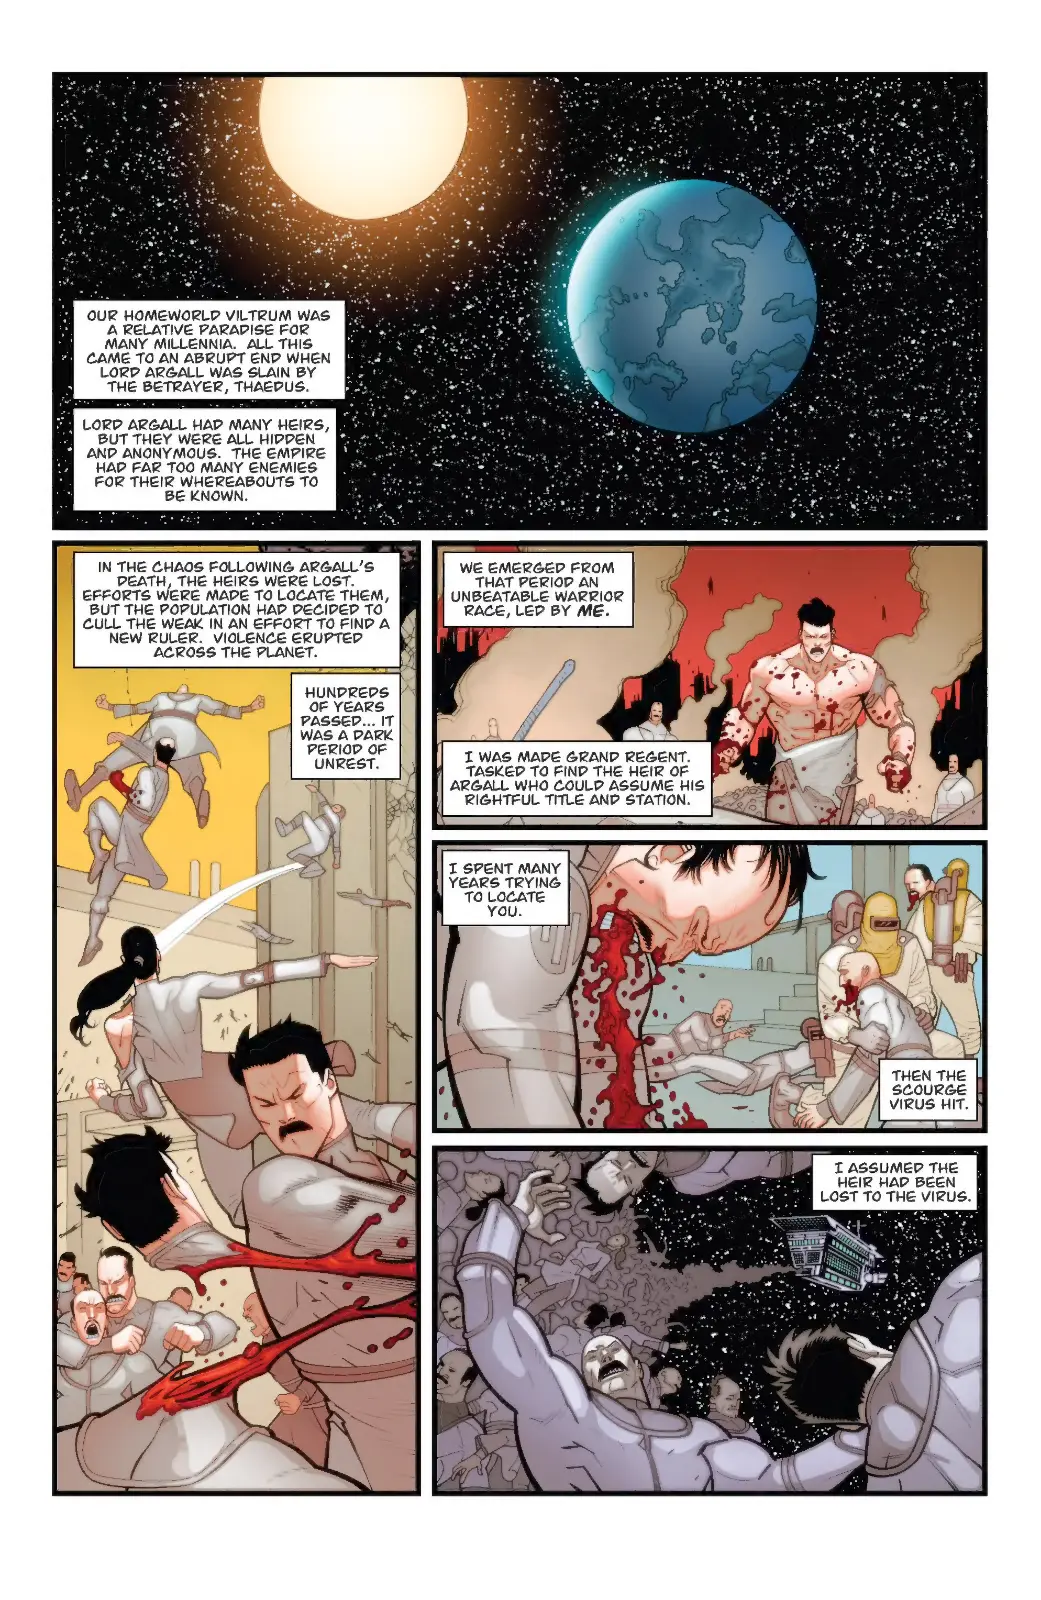 OUR HOMEWORLD VILTRUM WAS
A RELATIVE PARADISE FOR
MANY MILLENNIA. ALL THIS
CAME TO AN ABRUPT END WHEN
LORD ARGALL WAS SLAIN BY
THE BETRAYER, THAEDUS.
LORD ARGALL HAD MANY HEIRS,
BUT THEY WERE ALL HIDDEN
AND ANONYMOUS. THE EMPIRE
HAD FAR TOO MANY ENEMIES
FOR THEIR WHEREABOUTS TO
BE KNOWN.
IN THE CHAOS FOLLOWING ARGALL'S
DEATH, THE HEIRS WERE LOST.
EFFORTS WERE MADE TO LOCATE THEM,
BUT THE POPULATION HAD DECIDED TO
CULL THE WEAK IN AN EFFORT TO FIND A
NEW RULER. VIOLENCE ERUPTED
ACROSS THE PLANET.
HUNDREDS
OF YEARS
PASSED... IT
WAS A DARK
PERIOD OF
UNREST.
WE EMERGED FROM
THAT PERIOD AN
UNBEATABLE WARRIOR
RACE, LED BY ME.
I WAS MADE GRAND REGENT.
TASKED TO FIND THE HEIR OF
ARGALL WHO COULD ASSUME HIS
RIGHTFUL TITLE AND STATION.
I SPENT MANY
YEARS TRYING
TO LOCATE
YOU.
THEN THE
SCOURGE
VIRUS HIT.
I ASSUMED THE
HEIR HAD BEEN
LOST TO THE VIRUS.